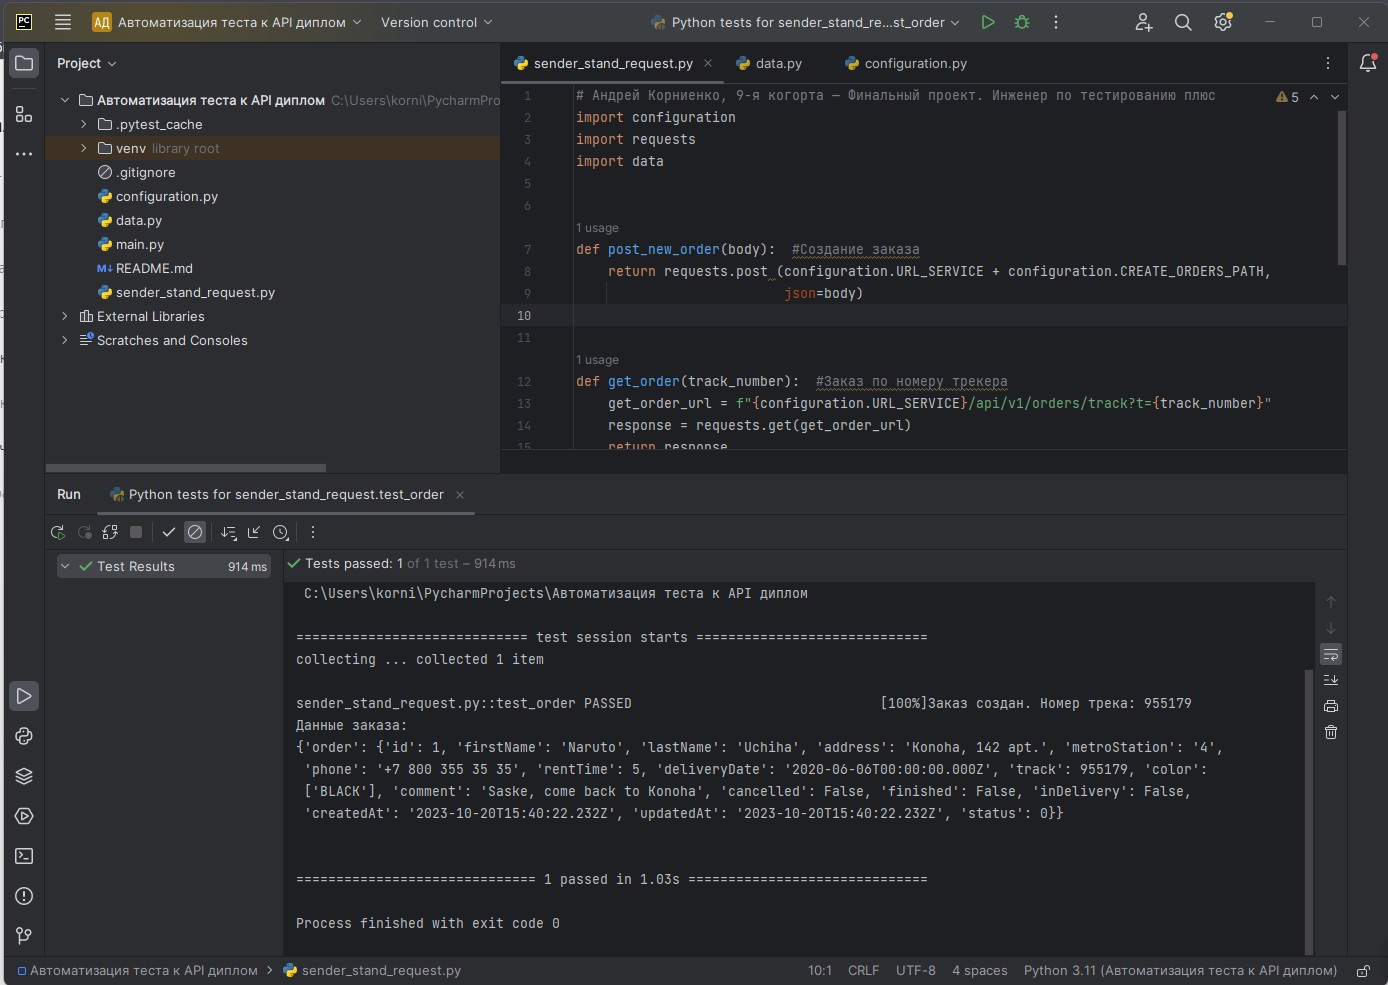 PC
АД Автоматизация теста к API диплом Version control Python tests for sender_stand_re...st_order
Project
Автоматизация теста к API диплом C:\Users\korni\PycharmPro
.pytest_cache
venv library root
.gitignore
configuration.py
data.py
main.py
M↓ README.md
sender_stand_request.py
External Libraries
Scratches and Consoles
sender_stand_request.py data.py configuration.py
5
1 # Андрей Корниенко, 9-я когорта — Финальный проект. Инженер по тестированию плюс
2 import configuration
3 import requests
4 import data
5
6
1 usage
7 def post_new_order(body): #Создание заказа
8 return requests.post (configuration.URL_SERVICE + configuration.CREATE_ORDERS_PATH,
9 json=body)
10
11
1 usage
12 def get_order(track_number): #Заказ по номеру трекера
13 get_order_url = f"{configuration.URL_SERVICE}/api/v1/orders/track?t={track_number}"
14 response = requests.get(get_order_url)
15 return response
Run Python tests for sender_stand_request.test_order
Test Results 914 ms
Tests passed: 1 of 1 test – 914 ms
C:\Users\korni\PycharmProjects\Автоматизация теста к API диплом
============================= test session starts =============================
collecting ... collected 1 item
sender_stand_request.py::test_order PASSED [100%]Заказ создан. Номер трека: 955179
Данные заказа:
{'order': {'id': 1, 'firstName': 'Naruto', 'lastName': 'Uchiha', 'address': 'Konoha, 142 apt.', 'metroStation': '4',
'phone': '+7 800 355 35 35', 'rentTime': 5, 'deliveryDate': '2020-06-06T00:00:00.000Z', 'track': 955179, 'color':
['BLACK'], 'comment': 'Saske, come back to Konoha', 'cancelled': False, 'finished': False, 'inDelivery': False,
'createdAt': '2023-10-20T15:40:22.232Z', 'updatedAt': '2023-10-20T15:40:22.232Z', 'status': 0}}
============================== 1 passed in 1.03s ==============================
Process finished with exit code 0
Автоматизация теста к API диплом > sender_stand_request.py 10:1 CRLF UTF-8 4 spaces Python 3.11 (Автоматизация теста к API диплом)